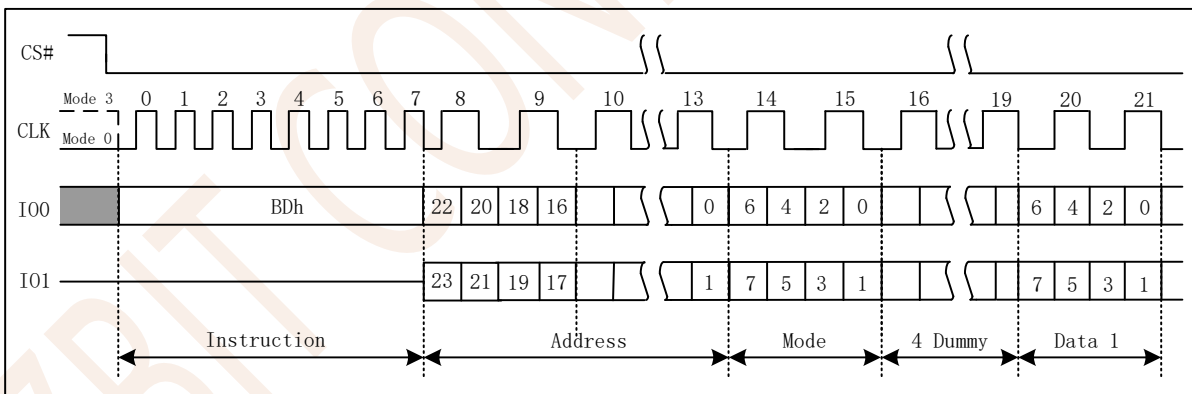 CS#
Mode 3 0 1 2 3 4 5 6 7 8 9 10 13 14 15 16 19 20 21
CLK
Mode 0
IO0 BDh 22 20 18 16 0 6 4 2 0 6 4 2 0
IO1 23 21 19 17 1 7 5 3 1 7 5 3 1
Instruction Address Mode 4 Dummy Data 1